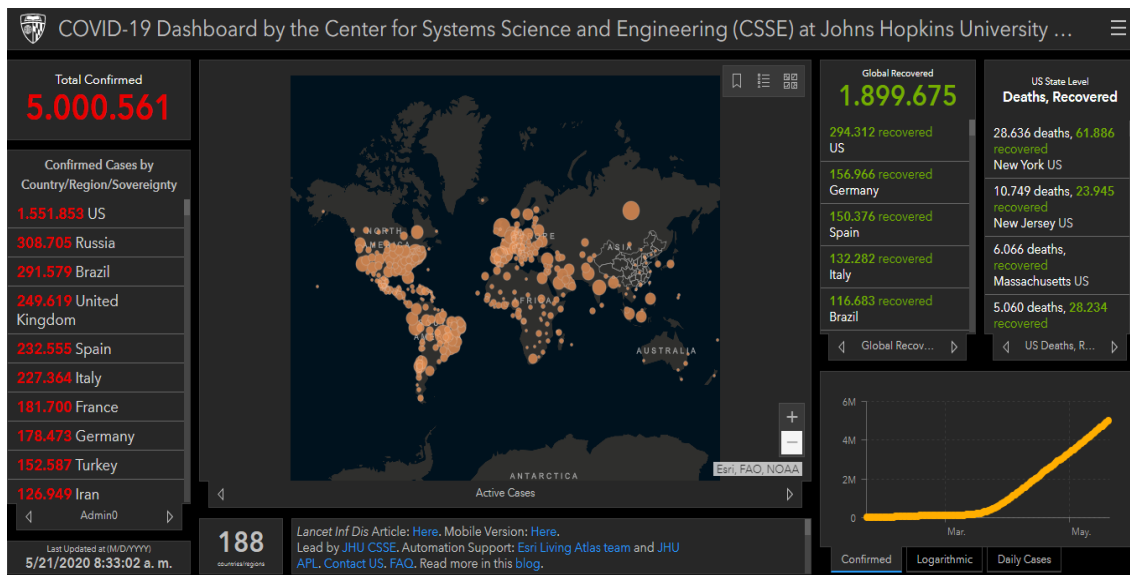 COVID-19 Dashboard by the Center for Systems Science and Engineering (CSSE) at Johns Hopkins University ...
Total Confirmed
5.000.561
Confirmed Cases by
Country/Region/Sovereignty
1.551.853 US
308.705 Russia
291.579 Brazil
249.619 United
Kingdom
232.555 Spain
227.364 Italy
181.700 France
178.473 Germany
152.587 Turkey
126.949 Iran
Admin0
Last Updated at (M/D/YYYY)
5/21/2020 8:33:02 a. m.
NORTH
AMERICA
ASIA
AFRICA
AUSTRALIA
ANTARCTICA
Esri, FAO, NOAA
Active Cases
188
countries/regions
Lancet Inf Dis Article: Here. Mobile Version: Here.
Lead by JHU CSSE. Automation Support: Esri Living Atlas team and JHU
APL. Contact US. FAQ. Read more in this blog.
Global Recovered
1.899.675
294.312 recovered
US
156.966 recovered
Germany
150.376 recovered
Spain
132.282 recovered
Italy
116.683 recovered
Brazil
Global Recov...
US State Level
Deaths, Recovered
28.636 deaths, 61.886
recovered
New York US
10.749 deaths, 23.945
recovered
New Jersey US
6.066 deaths,
recovered
Massachusetts US
5.060 deaths, 28.234
recovered
US Deaths, R...
6M
4M
2M
0
Mar.
May.
Confirmed
Logarithmic
Daily Cases